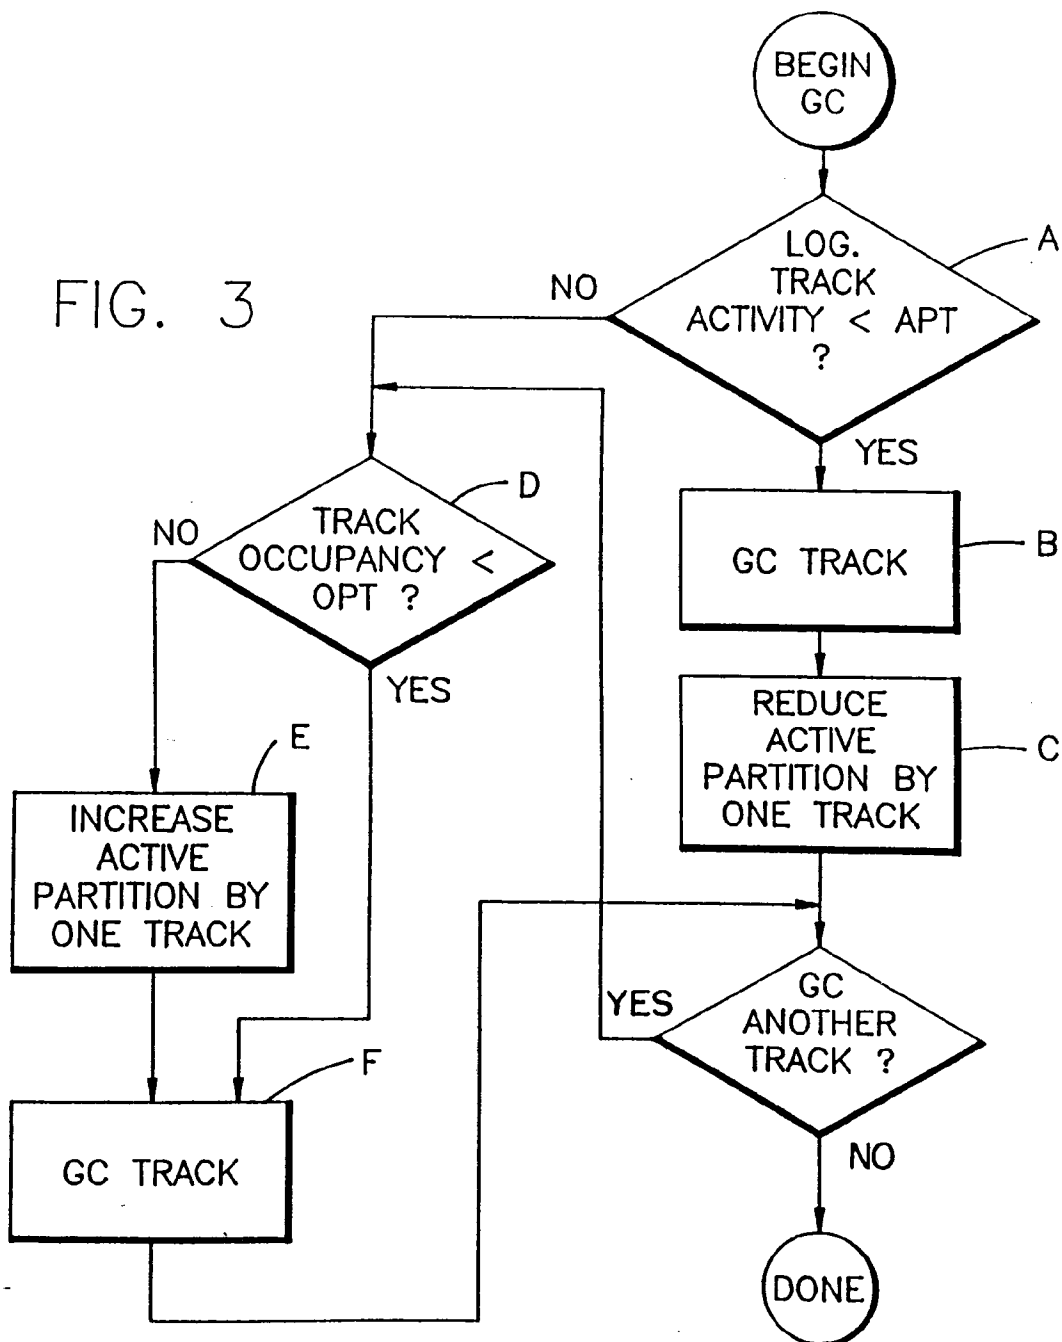 BEGIN
GC
LOG.
TRACK
ACTIVITY < APT
?
A
NO
FIG. 3
YES
GC TRACK
B
REDUCE
ACTIVE
PARTITION BY
ONE TRACK
C
TRACK
OCCUPANCY <
OPT ?
D
NO
YES
INCREASE
ACTIVE
PARTITION BY
ONE TRACK
E
GC TRACK
F
GC
ANOTHER
TRACK ?
YES
NO
DONE